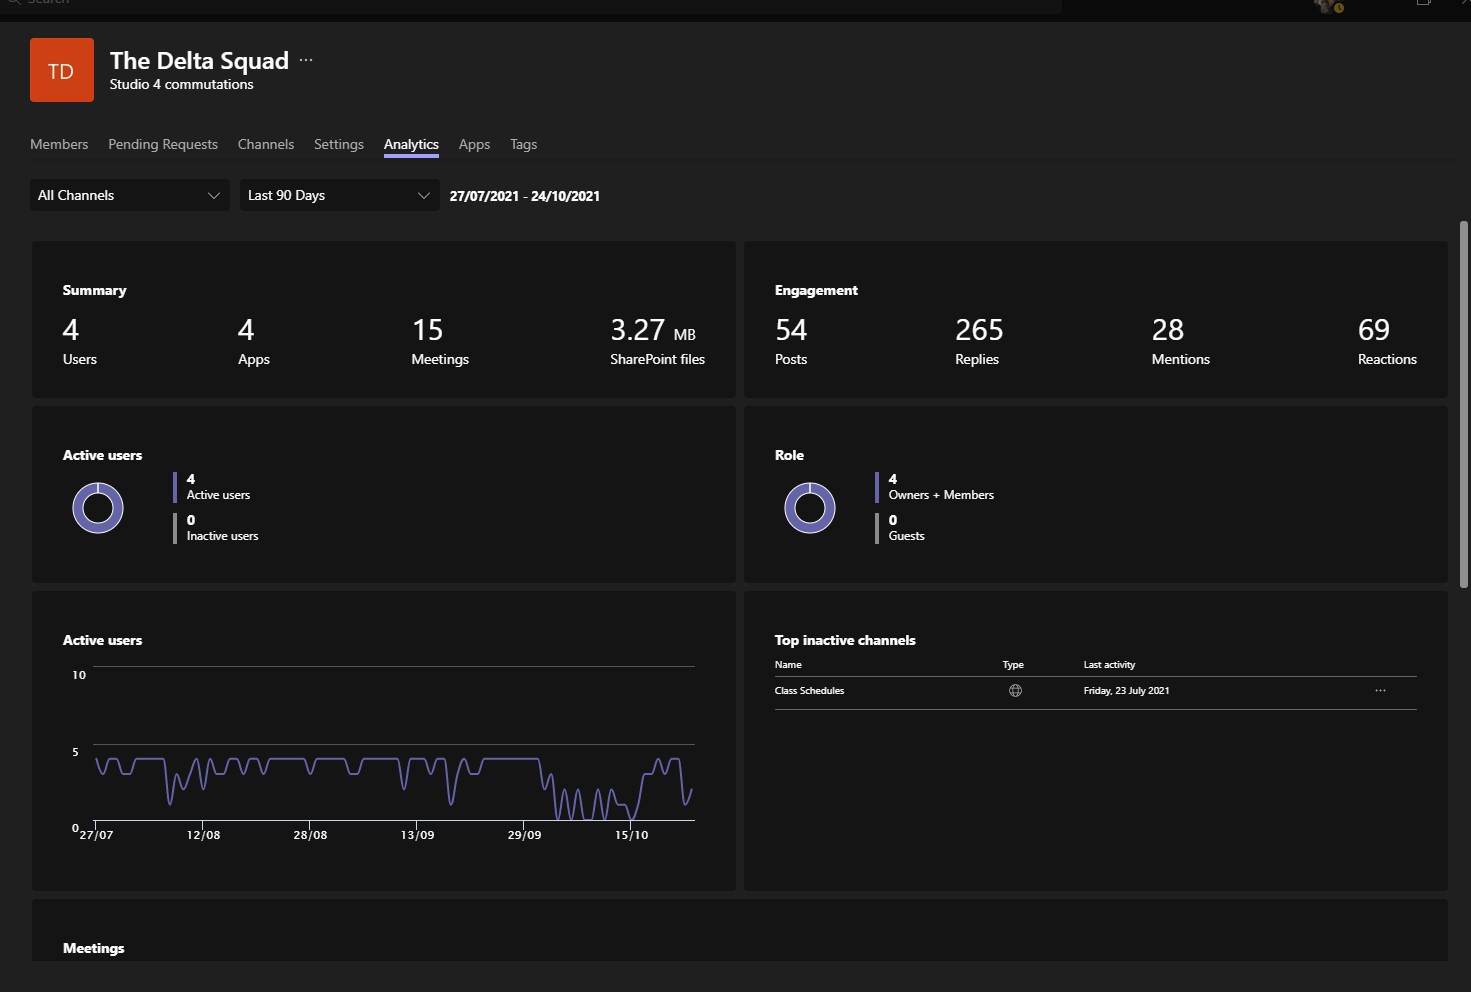 Search
TD
The Delta Squad ...
Studio 4 commutations
Members Pending Requests Channels Settings Analytics Apps Tags
All Channels Last 90 Days 27/07/2021 - 24/10/2021
Summary
4 4 15 3.27 MB
Users Apps Meetings SharePoint files
Engagement
54 265 28 69
Posts Replies Mentions Reactions
Active users
4
Active users
0
Inactive users
Role
4
Owners + Members
0
Guests
Active users
10
5
0
27/07 12/08 28/08 13/09 29/09 15/10
Top inactive channels
Name Type Last activity
Class Schedules Friday, 23 July 2021 ...
Meetings